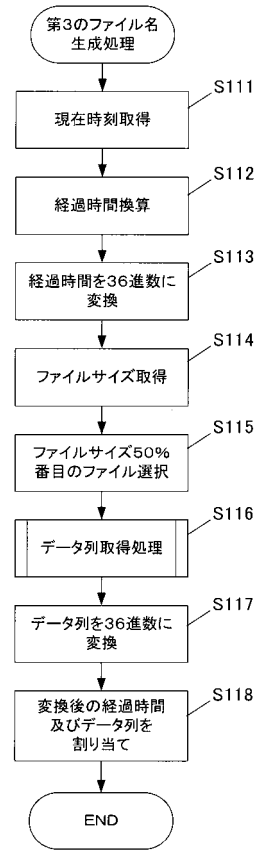 第3のファイル名
生成処理
S111
現在時刻取得
S112
経過時間換算
S113
経過時間を36進数に
変換
S114
ファイルサイズ取得
S115
ファイルサイズ50%
番目のファイル選択
S116
データ列取得処理
S117
データ列を36進数に
変換
S118
変換後の経過時間
及びデータ列を
割り当て
END